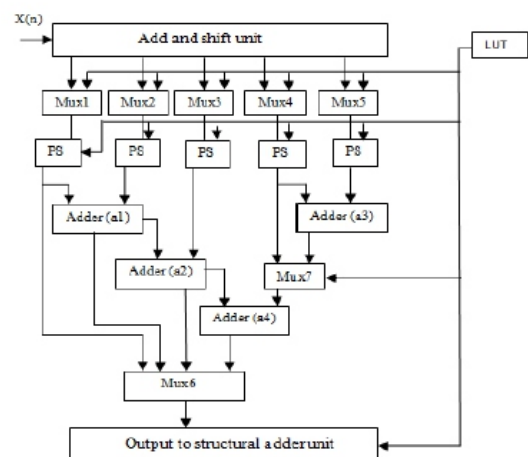 X(n)
Add and shift unit
LUT
Mux1 Mux2 Mux3 Mux4 Mux5
PS PS PS PS PS
Adder (a1) Adder (a3)
Adder (a2) Mux7
Adder (a4)
Mux6
Output to structural adder unit